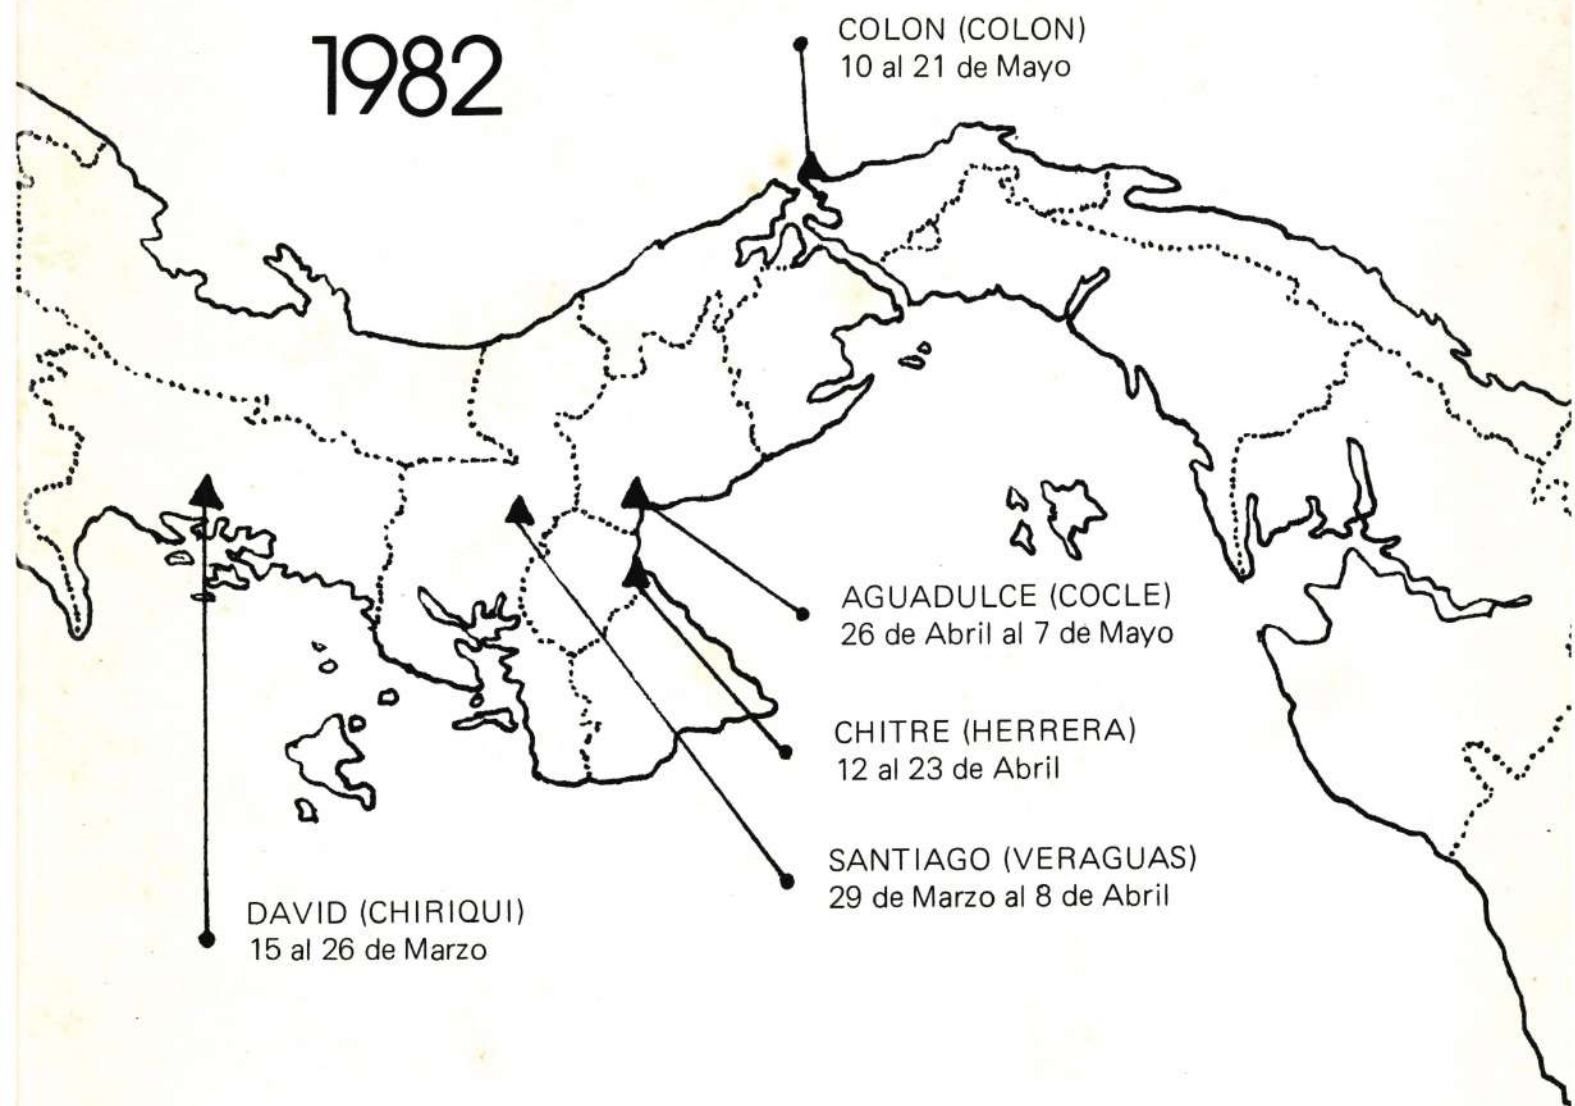 1982
COLON (COLON)
10 al 21 de Mayo
AGUADULCE (COCLE)
26 de Abril al 7 de Mayo
CHITRE (HERRERA)
12 al 23 de Abril
SANTIAGO (VERAGUAS)
29 de Marzo al 8 de Abril
DAVID (CHIRIQUI)
15 al 26 de Marzo